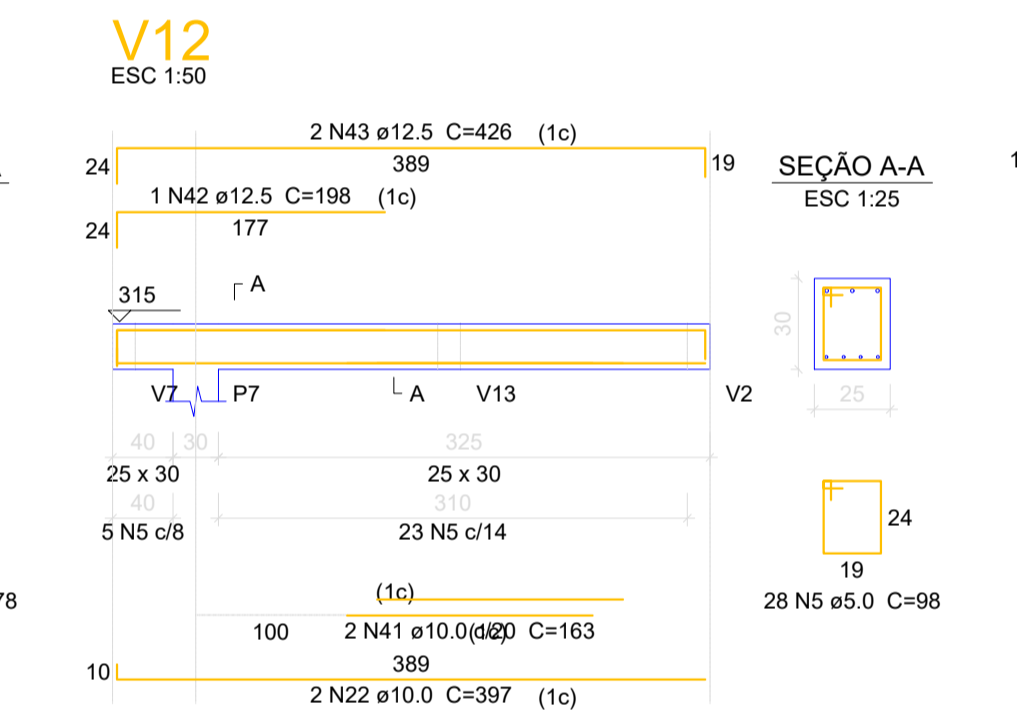 V12
ESC 1:50
2 N43 ø12.5 C=426 (1c)
24
389
19
1 N42 ø12.5 C=198 (1c)
24
177
SEÇÃO A-A
ESC 1:25
1
A
315
30
25
V7
P7
A
V13
V2
40
30
325
25 x 30
25 x 30
40
310
5 N5 c/8
23 N5 c/14
24
19
28 N5 ø5.0 C=98
78
(1c)
100
2 N41 ø10.0 C=163
389
10
2 N22 ø10.0 C=397 (1c)